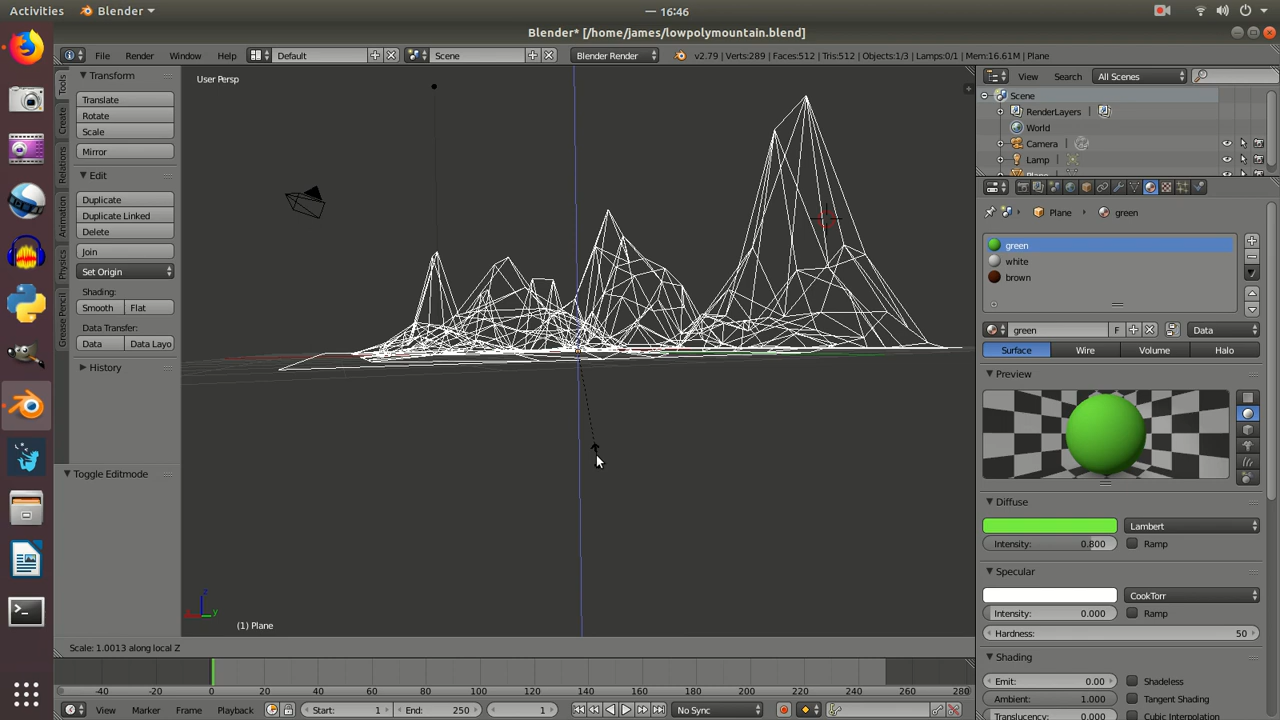 Activities Blender 16:46
Blender* [/home/james/lowpolymountain.blend]
File Render Window Help Default Scene Blender Render v2.79 | Verts:289 | Faces:512 | Tris:512 | Objects:1/3 | Lamps:0/1 | Mem:16.61M | Plane
Tools
Create
Relations
Animation
Physics
Grease Pencil
Transform
Translate
Rotate
Scale
Mirror
Edit
Duplicate
Duplicate Linked
Delete
Join
Set Origin
Shading:
Smooth Flat
Data Transfer:
Data Data Layo
History
Toggle Editmode
User Persp
z
y
(1) Plane
Scale: 1.0013 along local Z
-40 -20 0 20 40 60 80 100 120 140 160 180 200 220 240 260 280
View Marker Frame Playback Start: 1 End: 250 1 No Sync
View Search All Scenes
Scene
RenderLayers
World
Camera
Lamp
Plane green
green
white
brown
green F Data
Surface Wire Volume Halo
Preview
Diffuse
Lambert
Intensity: 0.800 Ramp
Specular
CookTorr
Intensity: 0.000 Ramp
Hardness: 50
Shading
Emit: 0.00 Shadeless
Ambient: 1.000 Tangent Shading
Translucency: 0.000 Cubic Interpolation